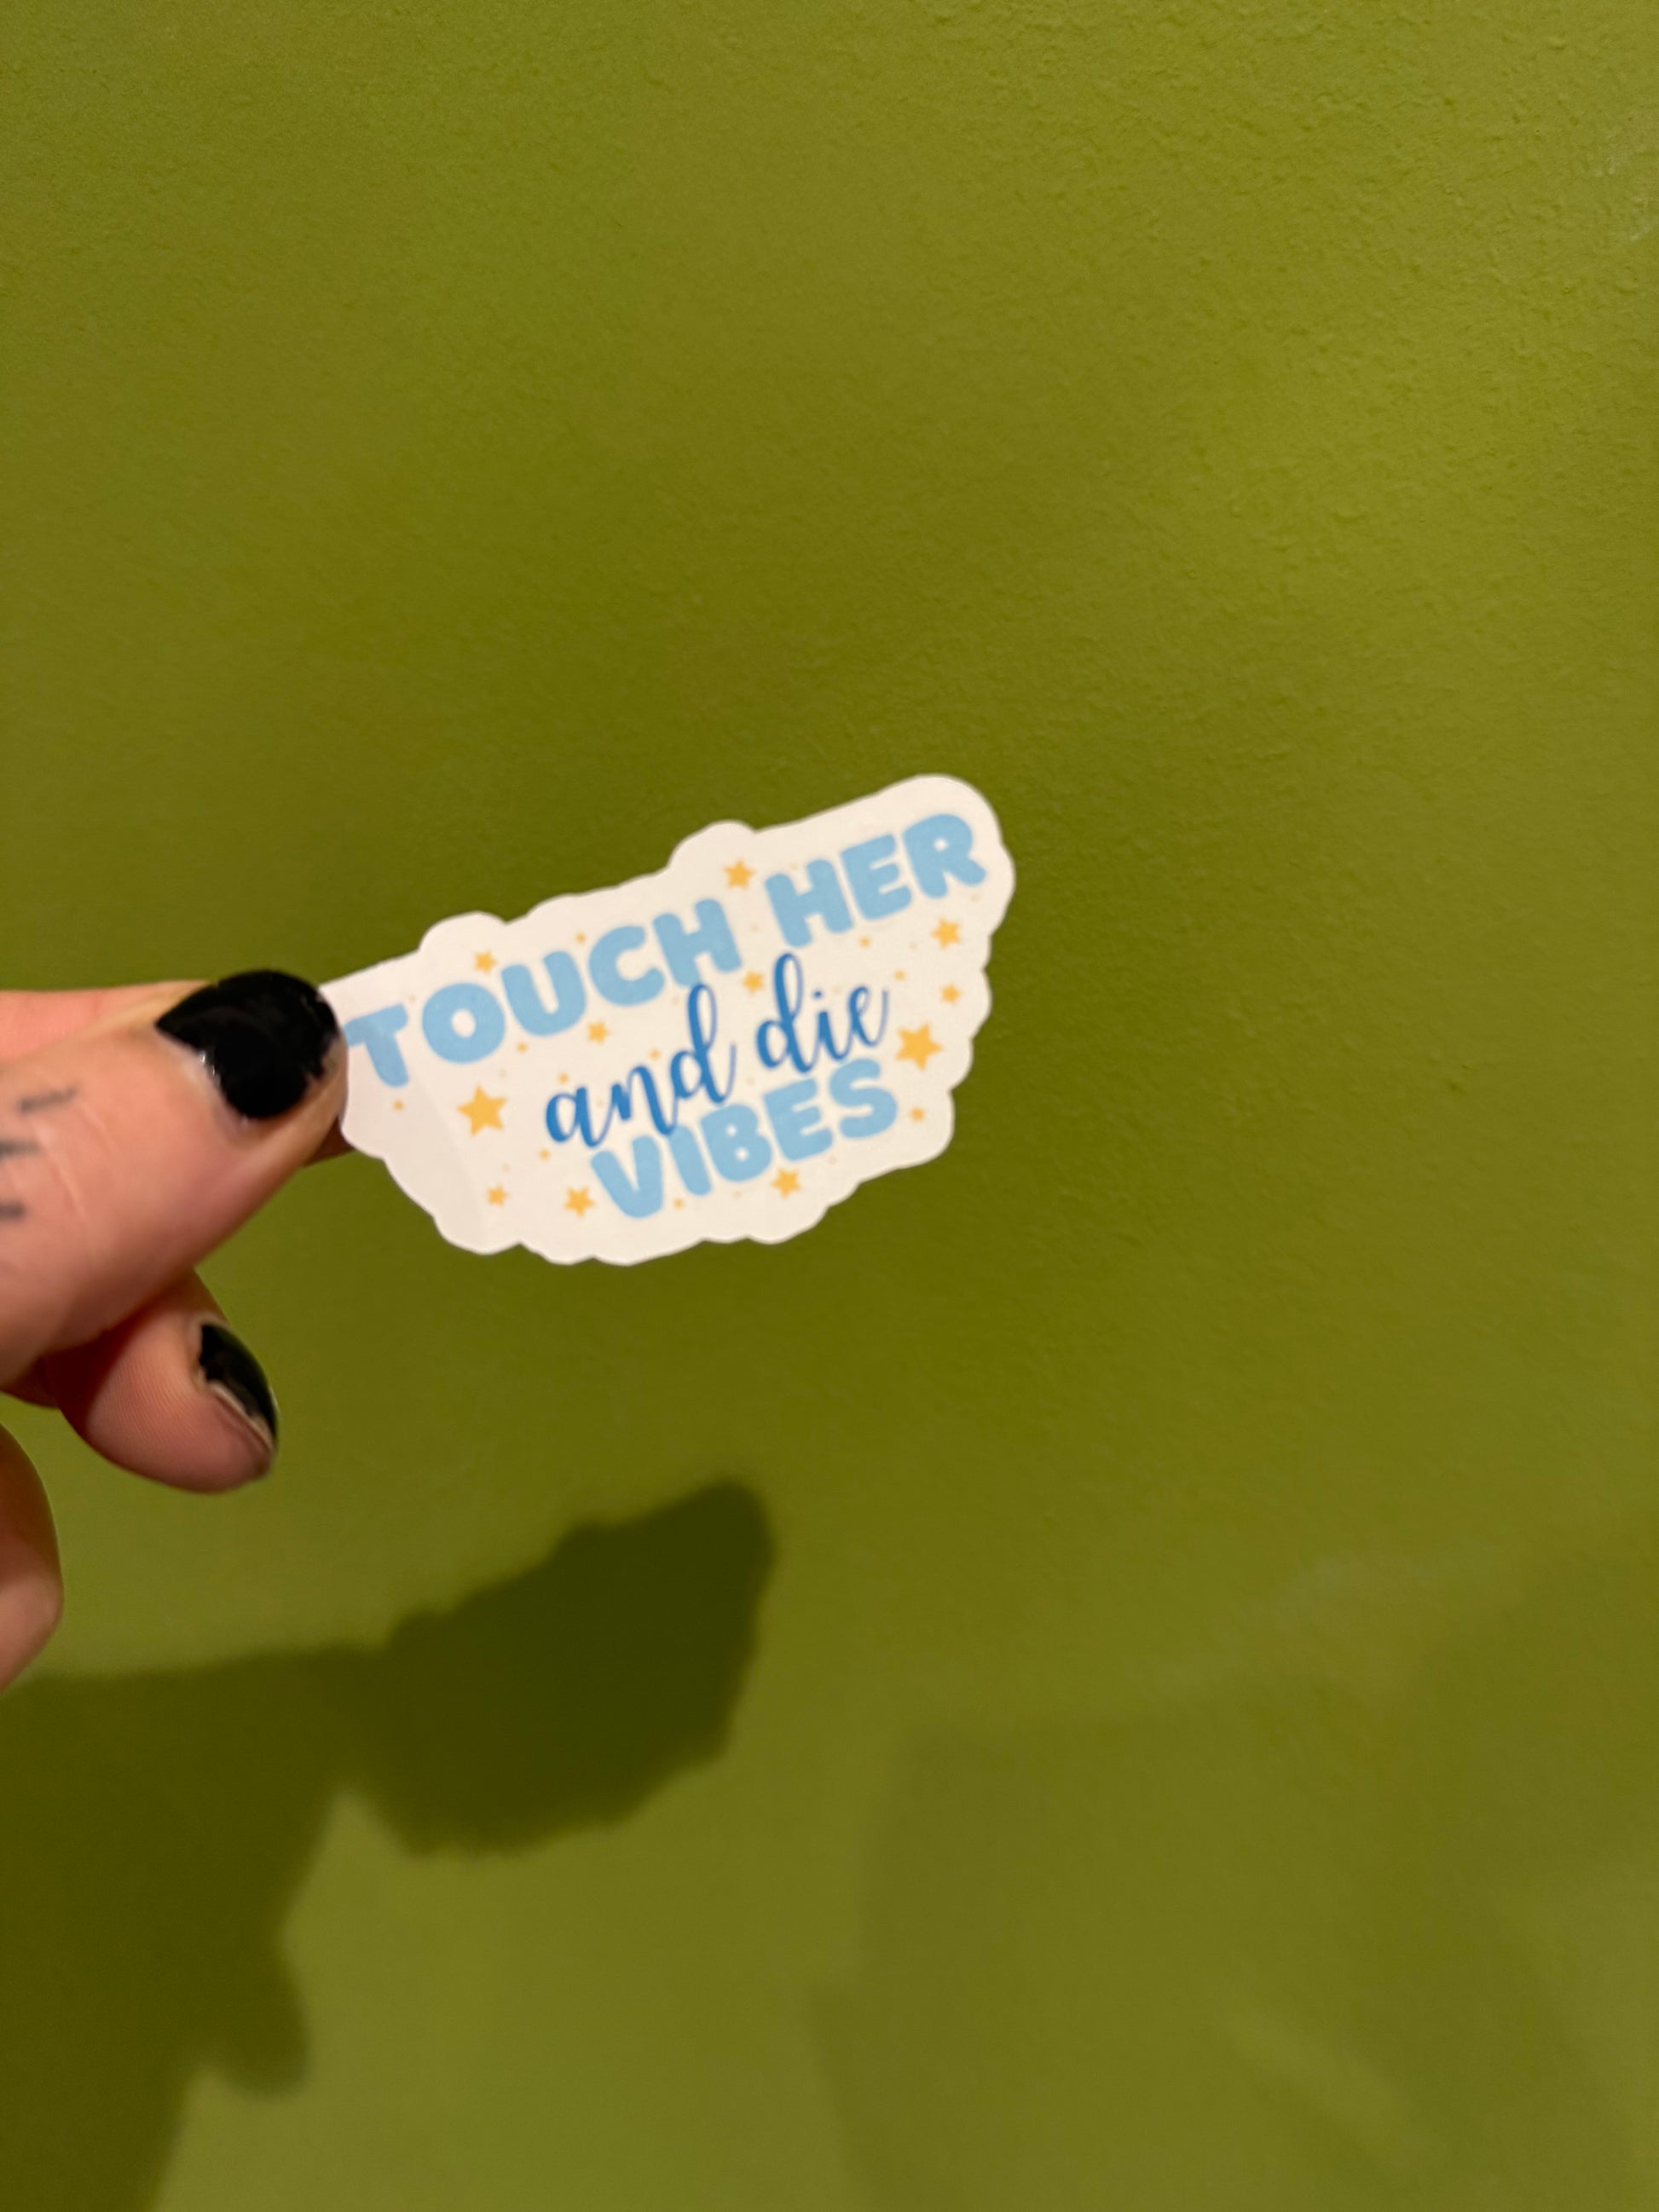 TOUCH HER
and die
VIBES